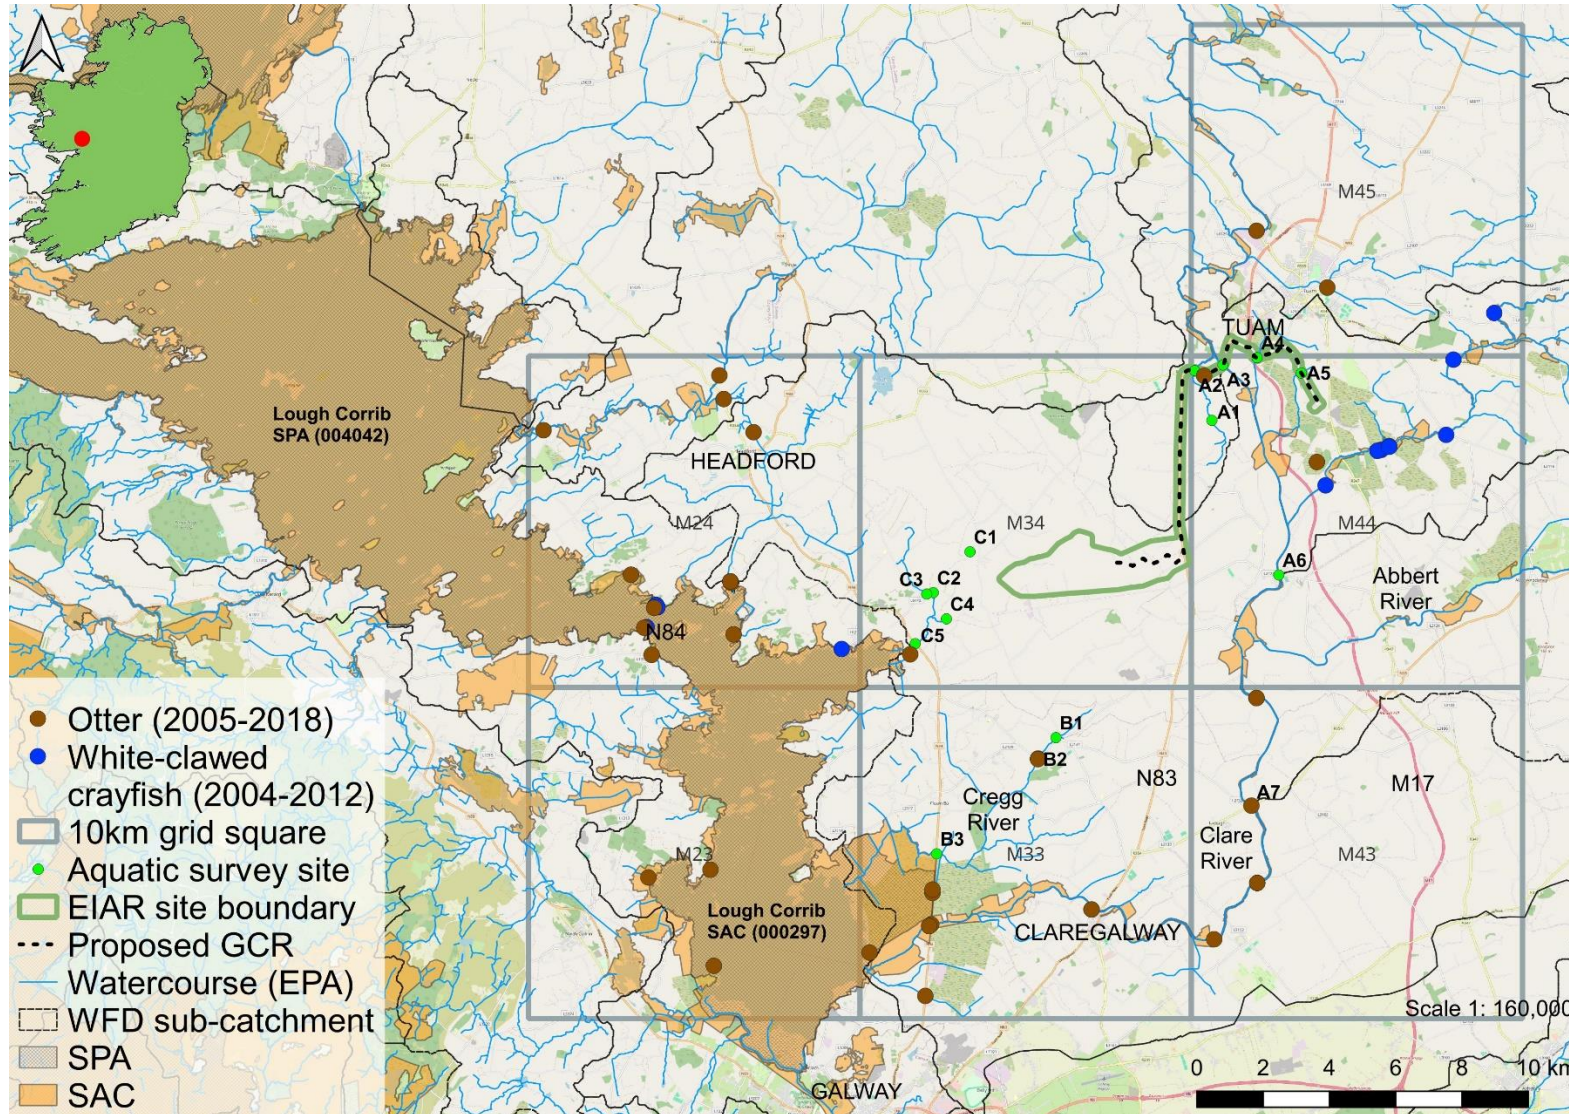 M45
TUAM
A4
A2
A3
A5
A1
Lough Corrib
SPA (004042)
HEADFORD
M24
M34
M44
C1
C3
C2
C4
C5
A6
Abbert
River
N84
B1
B2
N83
M17
A7
Cregg
River
Clare
River
B3
M23
M33
M43
Lough Corrib
SAC (000297)
CLAREGALWAY
GALWAY
Otter (2005-2018)
White-clawed
crayfish (2004-2012)
10km grid square
Aquatic survey site
EIAR site boundary
Proposed GCR
Watercourse (EPA)
WFD sub-catchment
SPA
SAC
Scale 1: 160,000
0 2 4 6 8 10 km